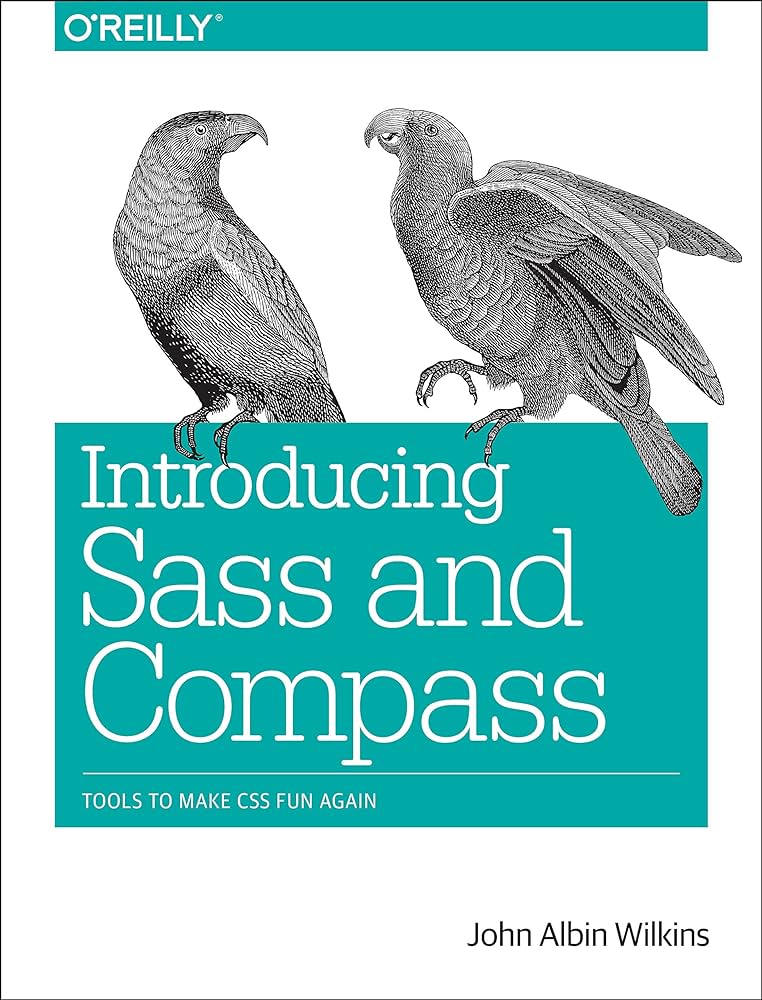 O'REILLY®
Introducing
Sass and
Compass
TOOLS TO MAKE CSS FUN AGAIN
John Albin Wilkins